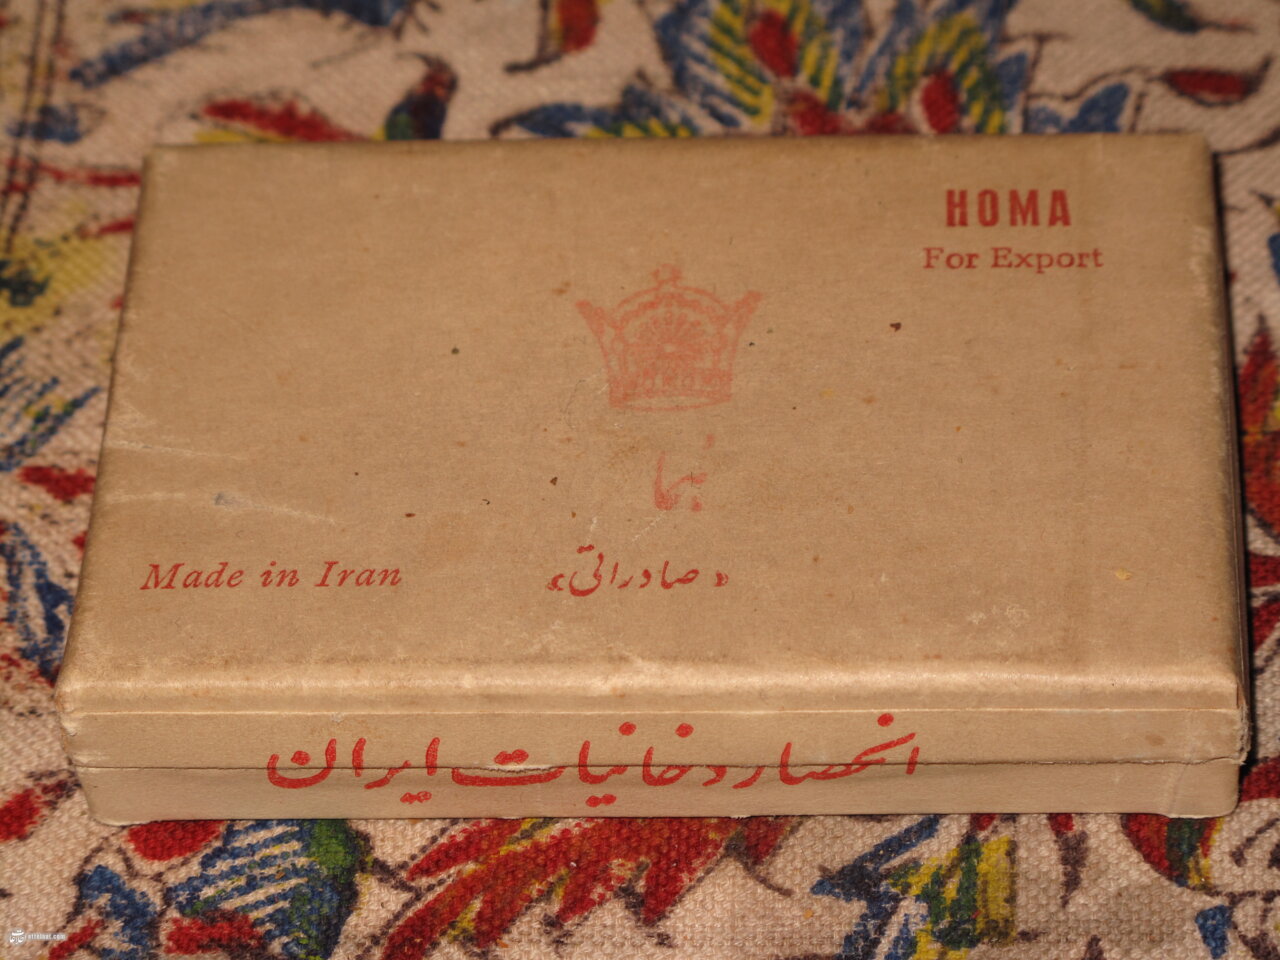 HOMA
For Export
هما
«صادراتی»
Made in Iran
انحصار دخانیات ایران